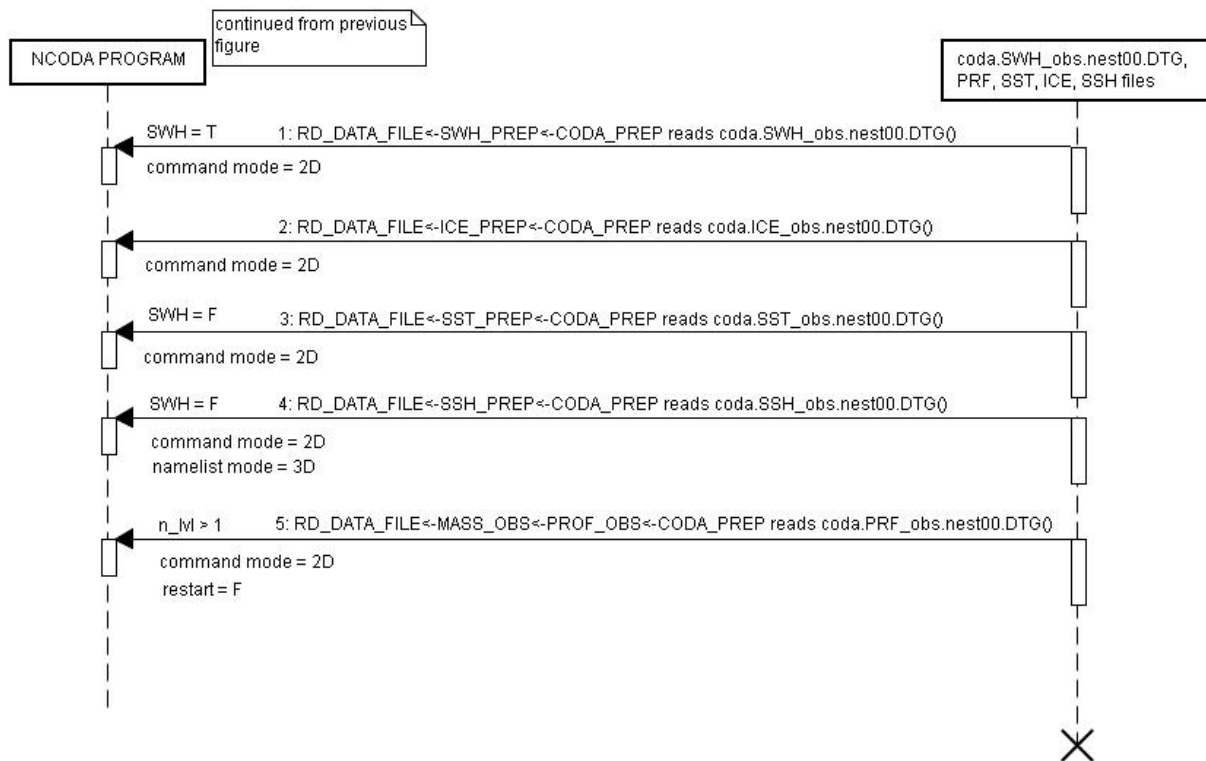 continued from previous
figure
NCODA PROGRAM
coda.SWH_obs.nest00.DTG,
PRF, SST, ICE, SSH files
SWH = T
1: RD_DATA_FILE<-SWH_PREP<-CODA_PREP reads coda.SWH_obs.nest00.DTG()
command mode = 2D
2: RD_DATA_FILE<-ICE_PREP<-CODA_PREP reads coda.ICE_obs.nest00.DTG()
command mode = 2D
SWH = F
3: RD_DATA_FILE<-SST_PREP<-CODA_PREP reads coda.SST_obs.nest00.DTG()
command mode = 2D
SWH = F
4: RD_DATA_FILE<-SSH_PREP<-CODA_PREP reads coda.SSH_obs.nest00.DTG()
command mode = 2D
namelist mode = 3D
n_lvl > 1
5: RD_DATA_FILE<-MASS_OBS<-PROF_OBS<-CODA_PREP reads coda.PRF_obs.nest00.DTG()
command mode = 2D
restart = F